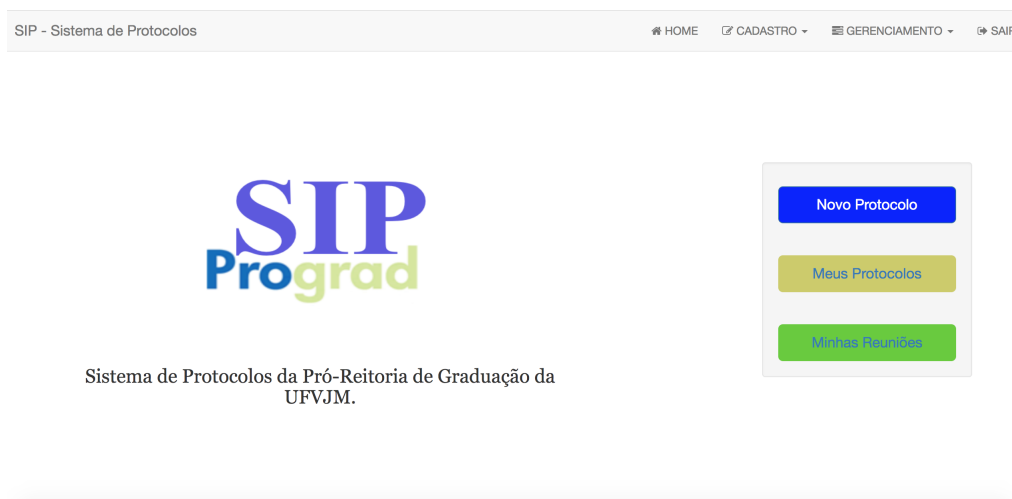 SIP - Sistema de Protocolos
HOME
CADASTRO
GERENCIAMENTO
SAIR
SIP
Prograd
Sistema de Protocolos da Pró-Reitoria de Graduação da
UFVJM.
Novo Protocolo
Meus Protocolos
Minhas Reuniões